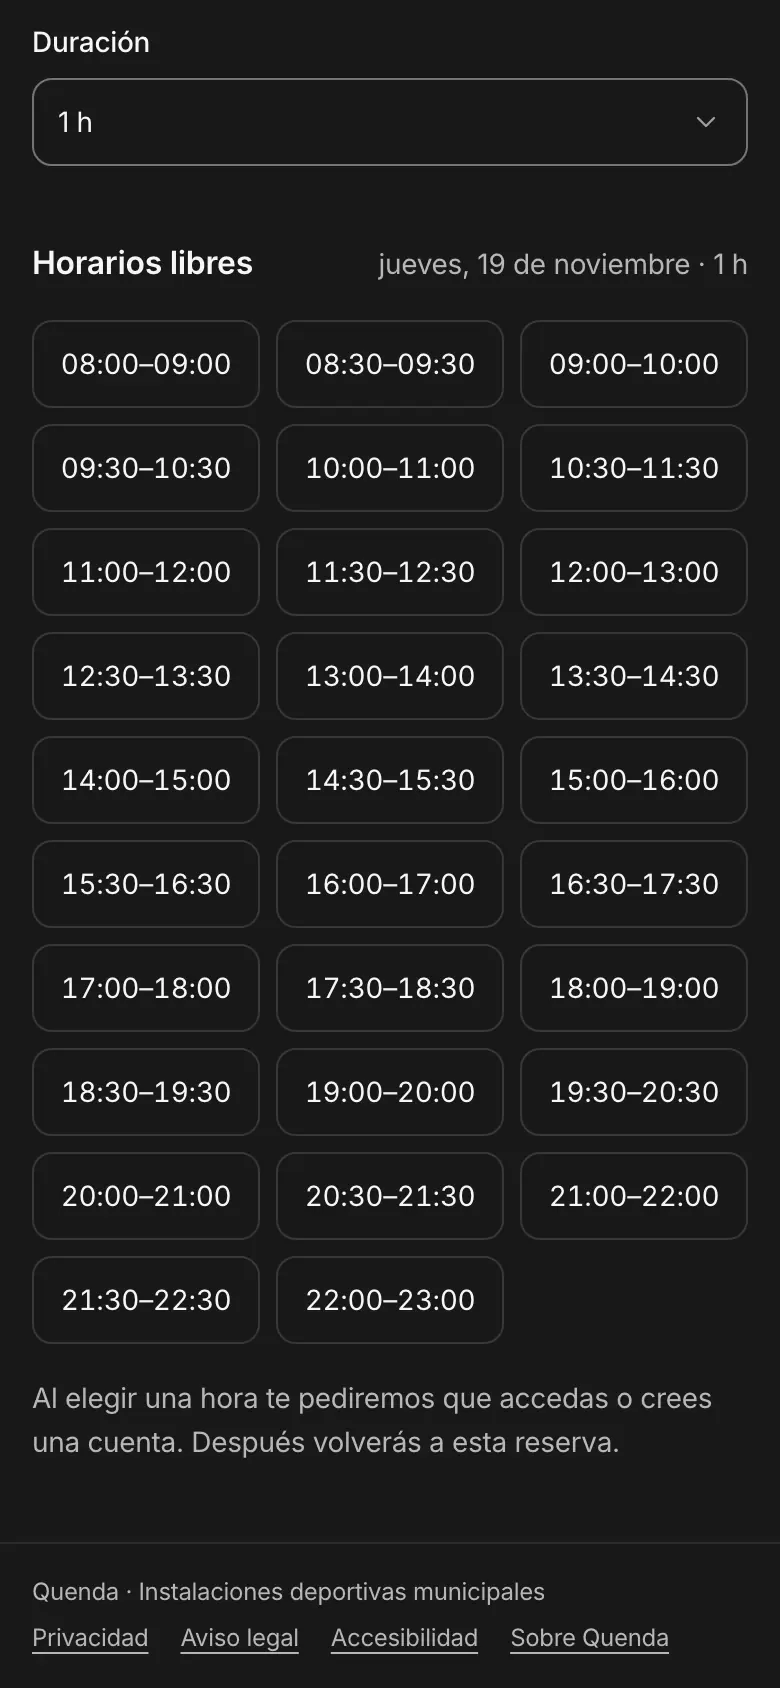 Duración
1 h
Horarios libres
jueves, 19 de noviembre · 1 h
08:00–09:00 08:30–09:30 09:00–10:00
09:30–10:30 10:00–11:00 10:30–11:30
11:00–12:00 11:30–12:30 12:00–13:00
12:30–13:30 13:00–14:00 13:30–14:30
14:00–15:00 14:30–15:30 15:00–16:00
15:30–16:30 16:00–17:00 16:30–17:30
17:00–18:00 17:30–18:30 18:00–19:00
18:30–19:30 19:00–20:00 19:30–20:30
20:00–21:00 20:30–21:30 21:00–22:00
21:30–22:30 22:00–23:00
Al elegir una hora te pediremos que accedas o crees
una cuenta. Después volverás a esta reserva.
Quenda · Instalaciones deportivas municipales
Privacidad Aviso legal Accesibilidad Sobre Quenda